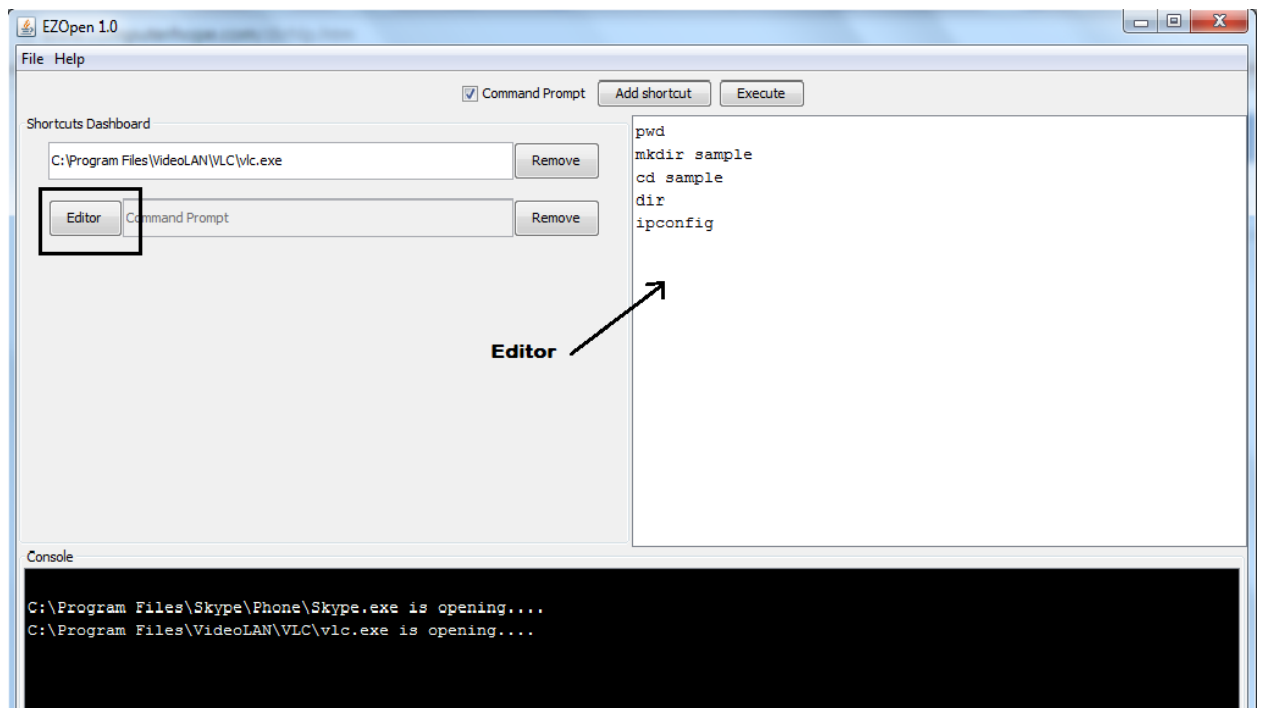 EZOpen 1.0
File Help
Command Prompt Add shortcut Execute
Shortcuts Dashboard
C:\Program Files\VideoLAN\VLC\vlc.exe Remove
Editor Command Prompt Remove
pwd
mkdir sample
cd sample
dir
ipconfig
Editor
Console
C:\Program Files\Skype\Phone\Skype.exe is opening....
C:\Program Files\VideoLAN\VLC\vlc.exe is opening....